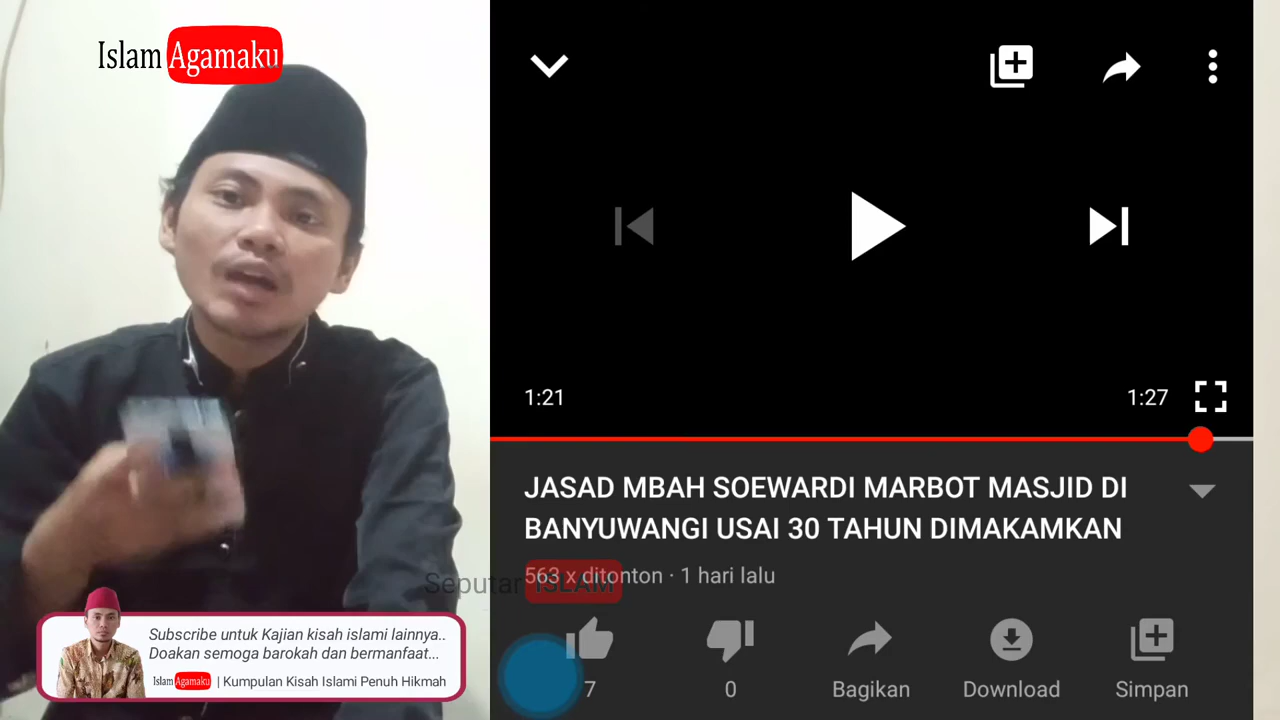 Islam Agamaku
1:21
1:27
JASAD MBAH SOEWARDI MARBOT MASJID DI
BANYUWANGI USAI 30 TAHUN DIMAKAMKAN
563 x ditonton · 1 hari lalu
Seputar ISLAM
7
0
Bagikan
Download
Simpan
Subscribe untuk Kajian kisah islami lainnya..
Doakan semoga barokah dan bermanfaat...
Islam Agamaku | Kumpulan Kisah Islami Penuh Hikmah